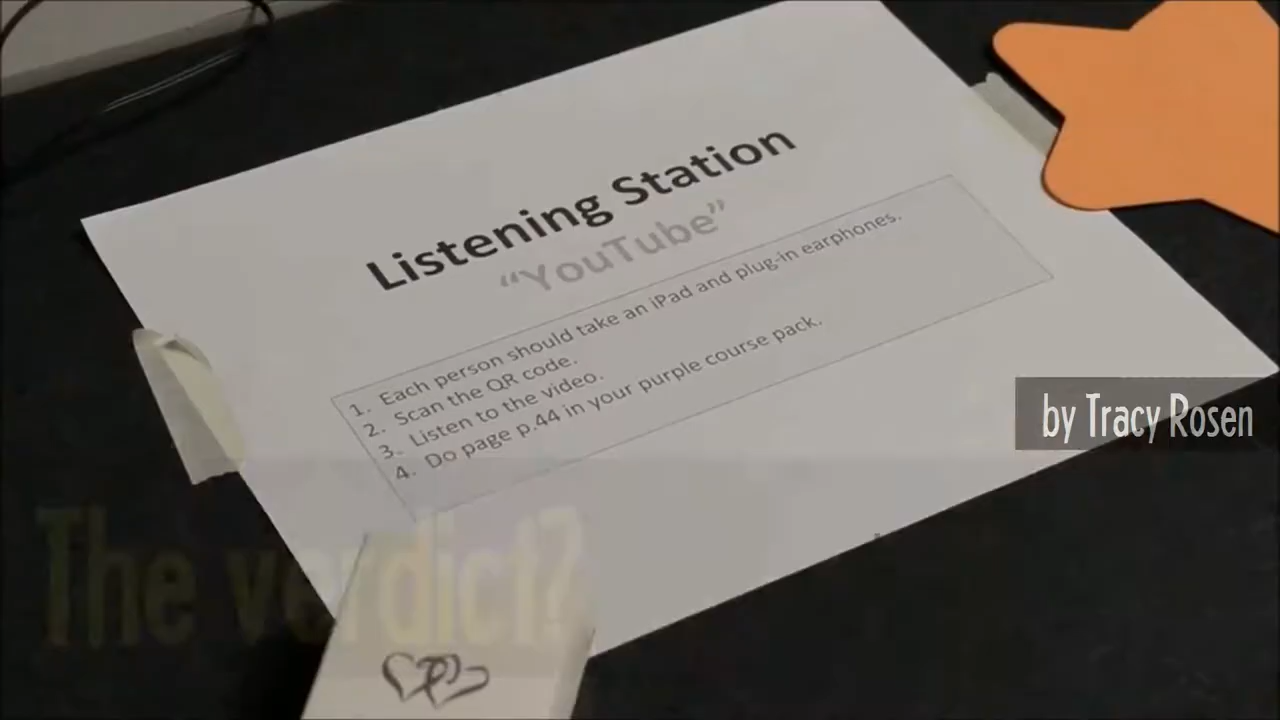 Listening Station
“YouTube”
1. Each person should take an iPad and plug-in earphones.
2. Scan the QR code.
3. Listen to the video.
4. Do page p.44 in your purple course pack.
by Tracy Rosen
The verdict?